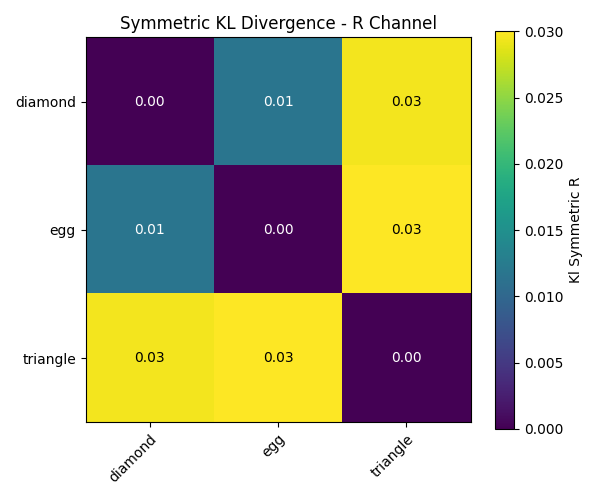 Symmetric KL Divergence - R Channel
diamond
0.00
0.01
0.03
egg
0.01
0.00
0.03
triangle
0.03
0.03
0.00
diamond
egg
triangle
0.030
0.025
0.020
0.015
0.010
0.005
0.000
Kl Symmetric R